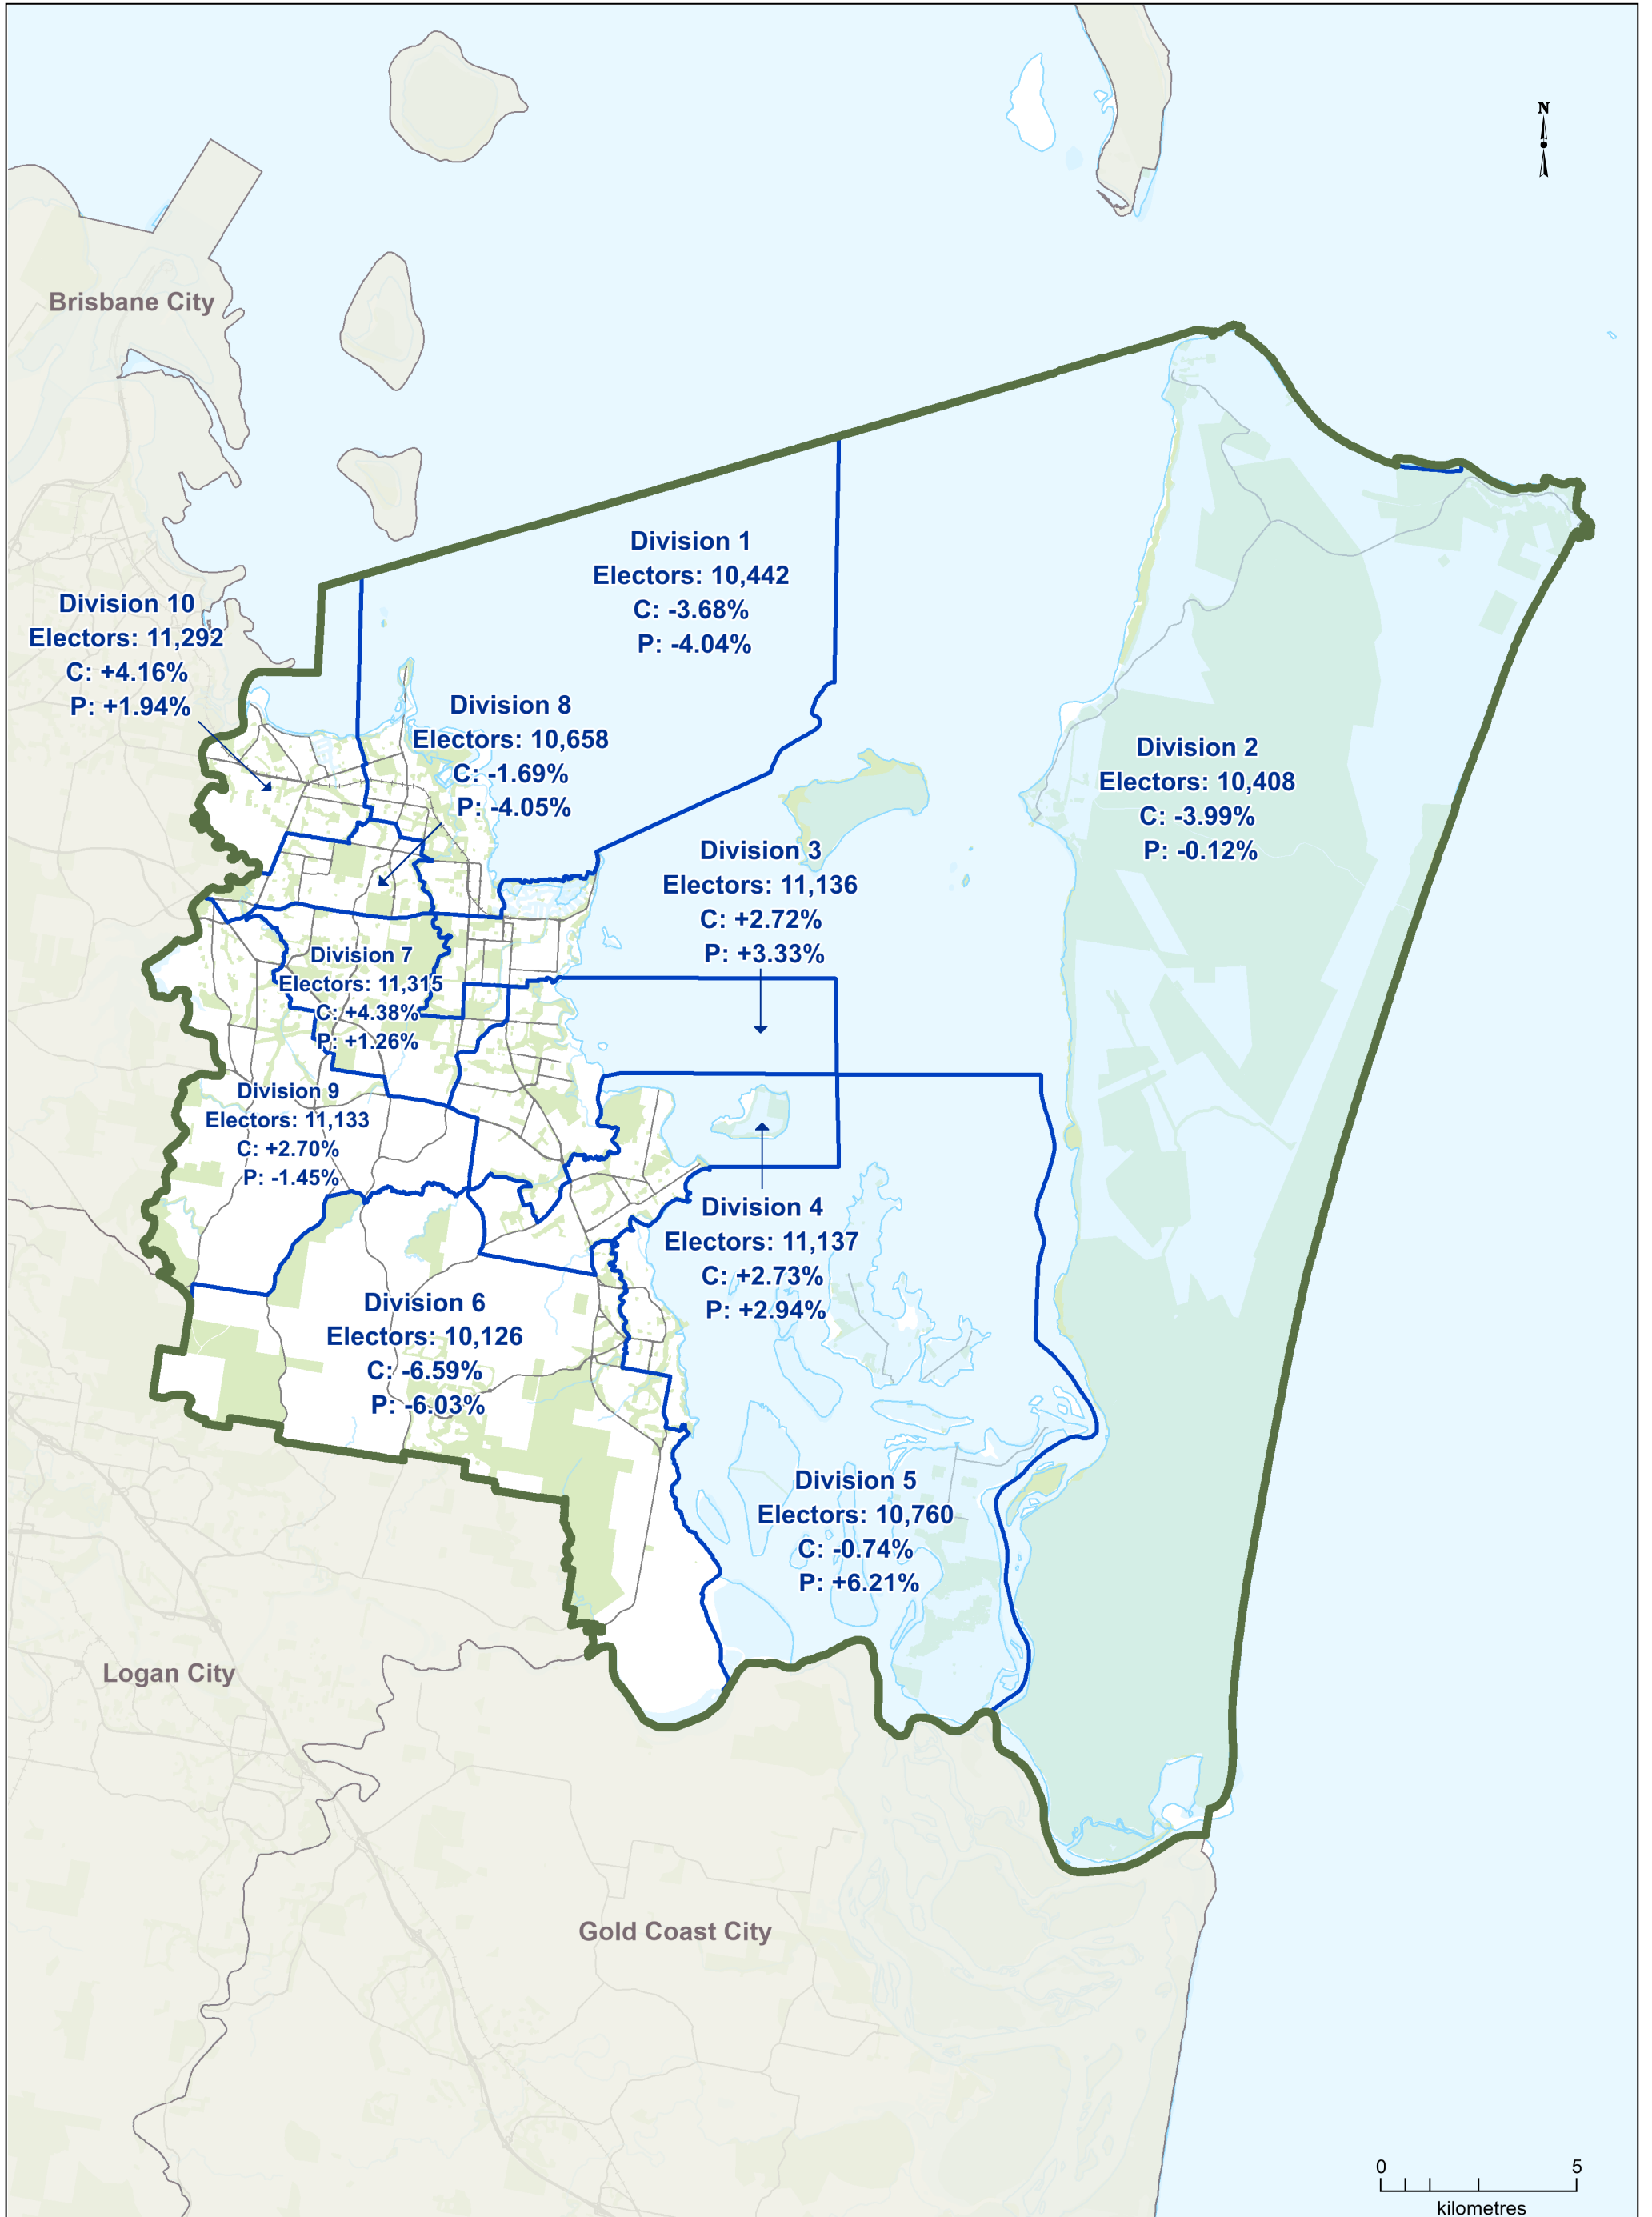 N
Brisbane City
Division 1
Electors: 10,442
C: -3.68%
P: -4.04%
Division 10
Electors: 11,292
C: +4.16%
P: +1.94%
Division 8
Electors: 10,658
C: -1.69%
P: -4.05%
Division 2
Electors: 10,408
C: -3.99%
P: -0.12%
Division 3
Electors: 11,136
C: +2.72%
P: +3.33%
Division 7
Electors: 11,315
C: +4.38%
P: +1.26%
Division 9
Electors: 11,133
C: +2.70%
P: -1.45%
Division 4
Electors: 11,137
C: +2.73%
P: +2.94%
Division 6
Electors: 10,126
C: -6.59%
P: -6.03%
Division 5
Electors: 10,760
C: -0.74%
P: +6.21%
Logan City
Gold Coast City
0 5
kilometres